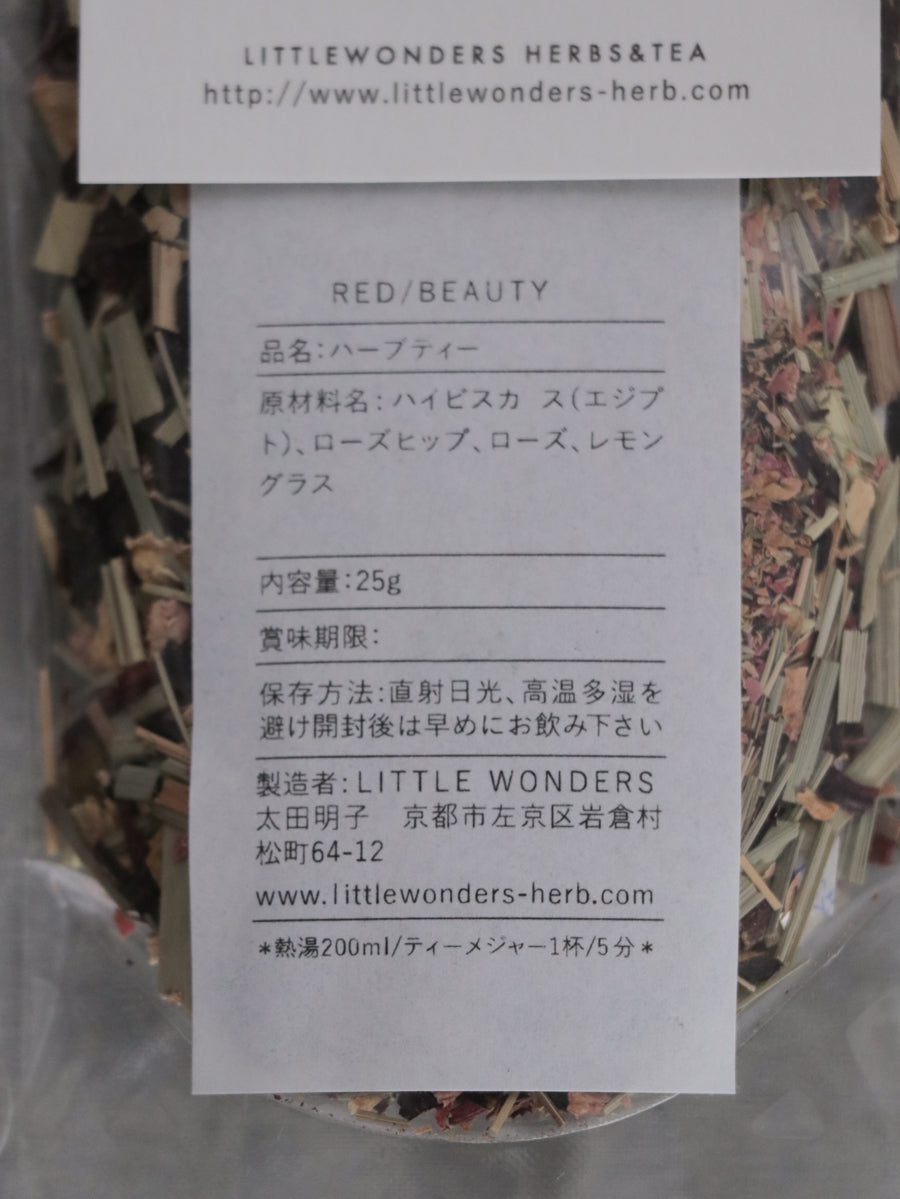 LITTLEWONDERS HERBS&TEA
http://www.littlewonders-herb.com
RED/BEAUTY
品名:ハーブティー
原材料名:ハイビスカ ス(エジプ
ト)、ローズヒップ、ローズ、レモン
グラス
内容量:25g
賞味期限:
保存方法:直射日光、高温多湿を
避け開封後は早めにお飲み下さい
製造者:LITTLE WONDERS
太田明子　京都市左京区岩倉村
松町64-12
www.littlewonders-herb.com
*熱湯200ml/ティーメジャー1杯/5分*